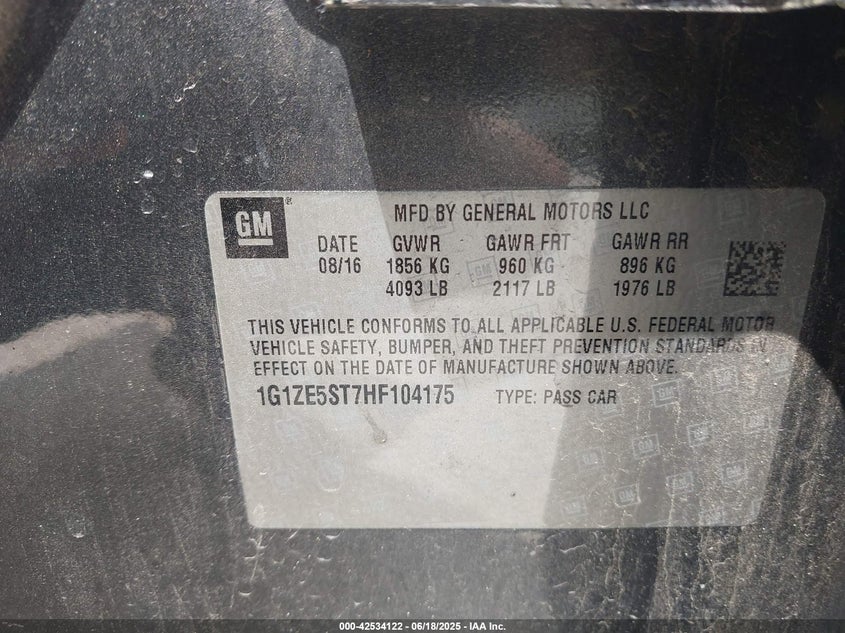 GM
®
MFD BY GENERAL MOTORS LLC
DATE GVWR GAWR FRT GAWR RR
08/16 1856 KG 960 KG 896 KG
4093 LB 2117 LB 1976 LB
THIS VEHICLE CONFORMS TO ALL APPLICABLE U.S. FEDERAL MOTOR
VEHICLE SAFETY, BUMPER, AND THEFT PREVENTION STANDARDS IN
EFFECT ON THE DATE OF MANUFACTURE SHOWN ABOVE.
1G1ZE5ST7HF104175 TYPE: PASS CAR
000-42534122 - 06/18/2025 - IAA Inc.